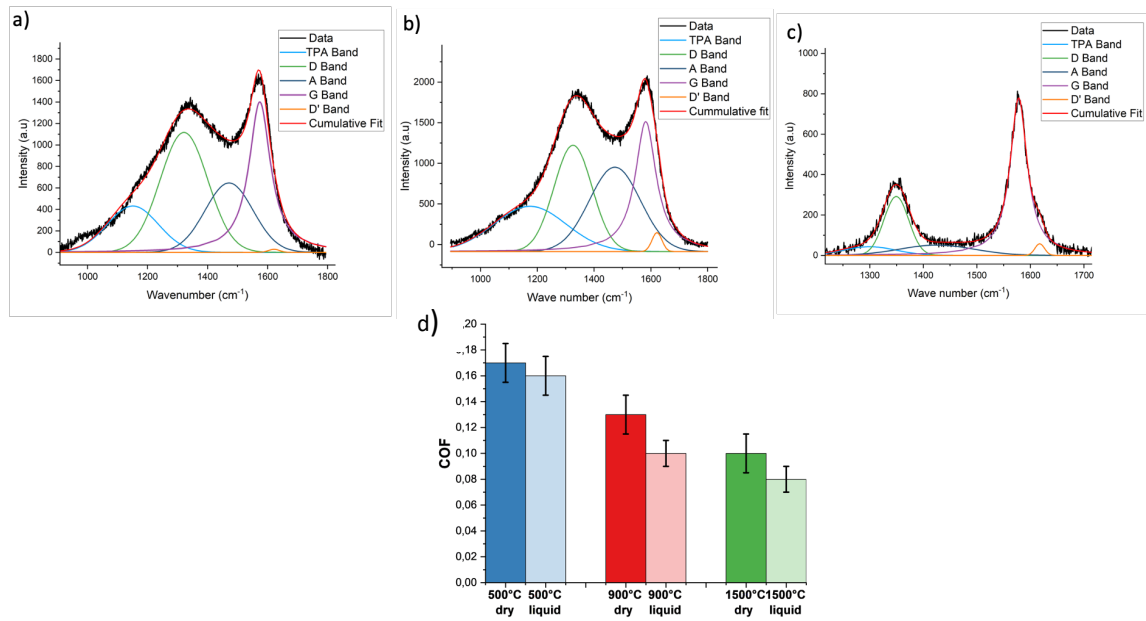 a)
Data
TPA Band
D Band
A Band
G Band
D' Band
Cumulative Fit
1800
1600
1400
1200
1000
800
600
400
200
0
Intensity (a.u)
1000 1200 1400 1600 1800
Wavenumber (cm⁻¹)
b)
Data
TPA Band
D Band
A Band
G Band
D' Band
Cummulative fit
2000
1500
1000
500
0
Intensity (a.u)
1000 1200 1400 1600 1800
Wave number (cm⁻¹)
c)
Data
TPA Band
D Band
A Band
G Band
D' Band
Cumulative Fit
1000
800
600
400
200
0
Intensity (a.u)
1300 1400 1500 1600 1700
Wave number (cm⁻¹)
d)
,20
0,16
0,14
0,12
0,10
0,08
0,06
0,04
0,02
0,00
COF
500°C 500°C 900°C 900°C 1500°C 1500°C
dry liquid dry liquid dry liquid